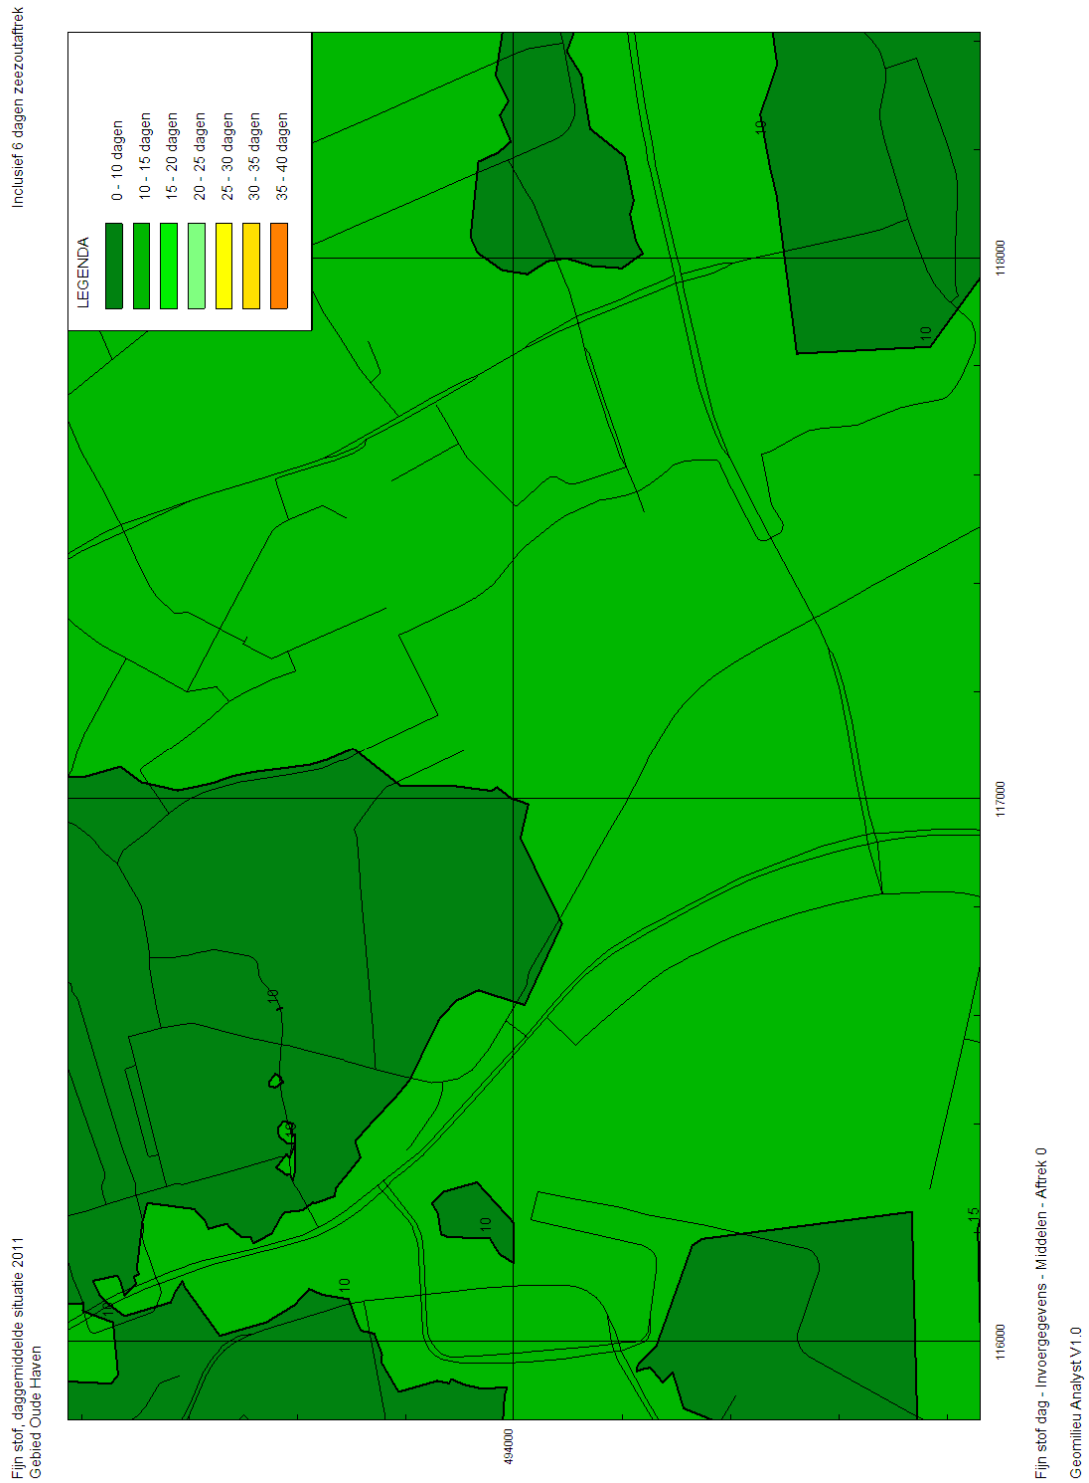 Fijn stof, daggemiddelde situatie 2011
Gebied Oude Haven
Inclusief 6 dagen zeezoutaftrek
LEGENDA
0 - 10 dagen
10 - 15 dagen
15 - 20 dagen
20 - 25 dagen
25 - 30 dagen
30 - 35 dagen
35 - 40 dagen
10
10
10
10
10
10
10
15
494000
116000
117000
118000
Fijn stof dag - Invoergegevens - Middelen - Aftrek 0
Geomilieu Analyst V1.0